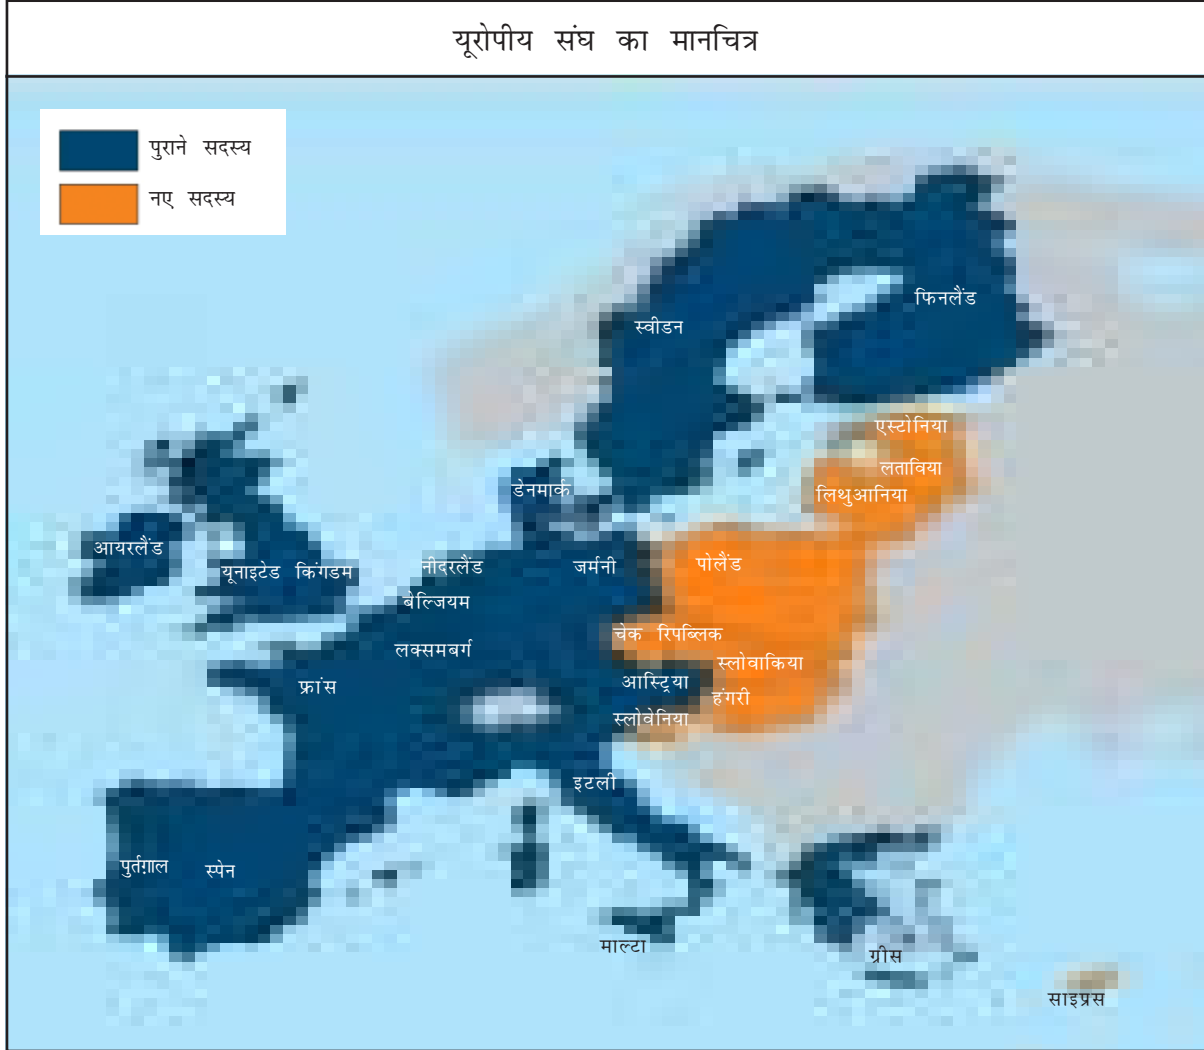 यूरोपीय संघ का मानचित्र
पुराने सदस्य
नए सदस्य
फिनलैंड
स्वीडन
एस्टोनिया
लताविया
लिथुआनिया
डेनमार्क
आयरलैंड
यूनाइटेड किंगडम
नीदरलैंड
जर्मनी
पोलैंड
बेल्जियम
चेक रिपब्लिक
लक्समबर्ग
स्लोवाकिया
आस्ट्रिया
फ्रांस
हंगरी
स्लोवेनिया
इटली
पुर्तग़ाल
स्पेन
माल्टा
ग्रीस
साइप्रस